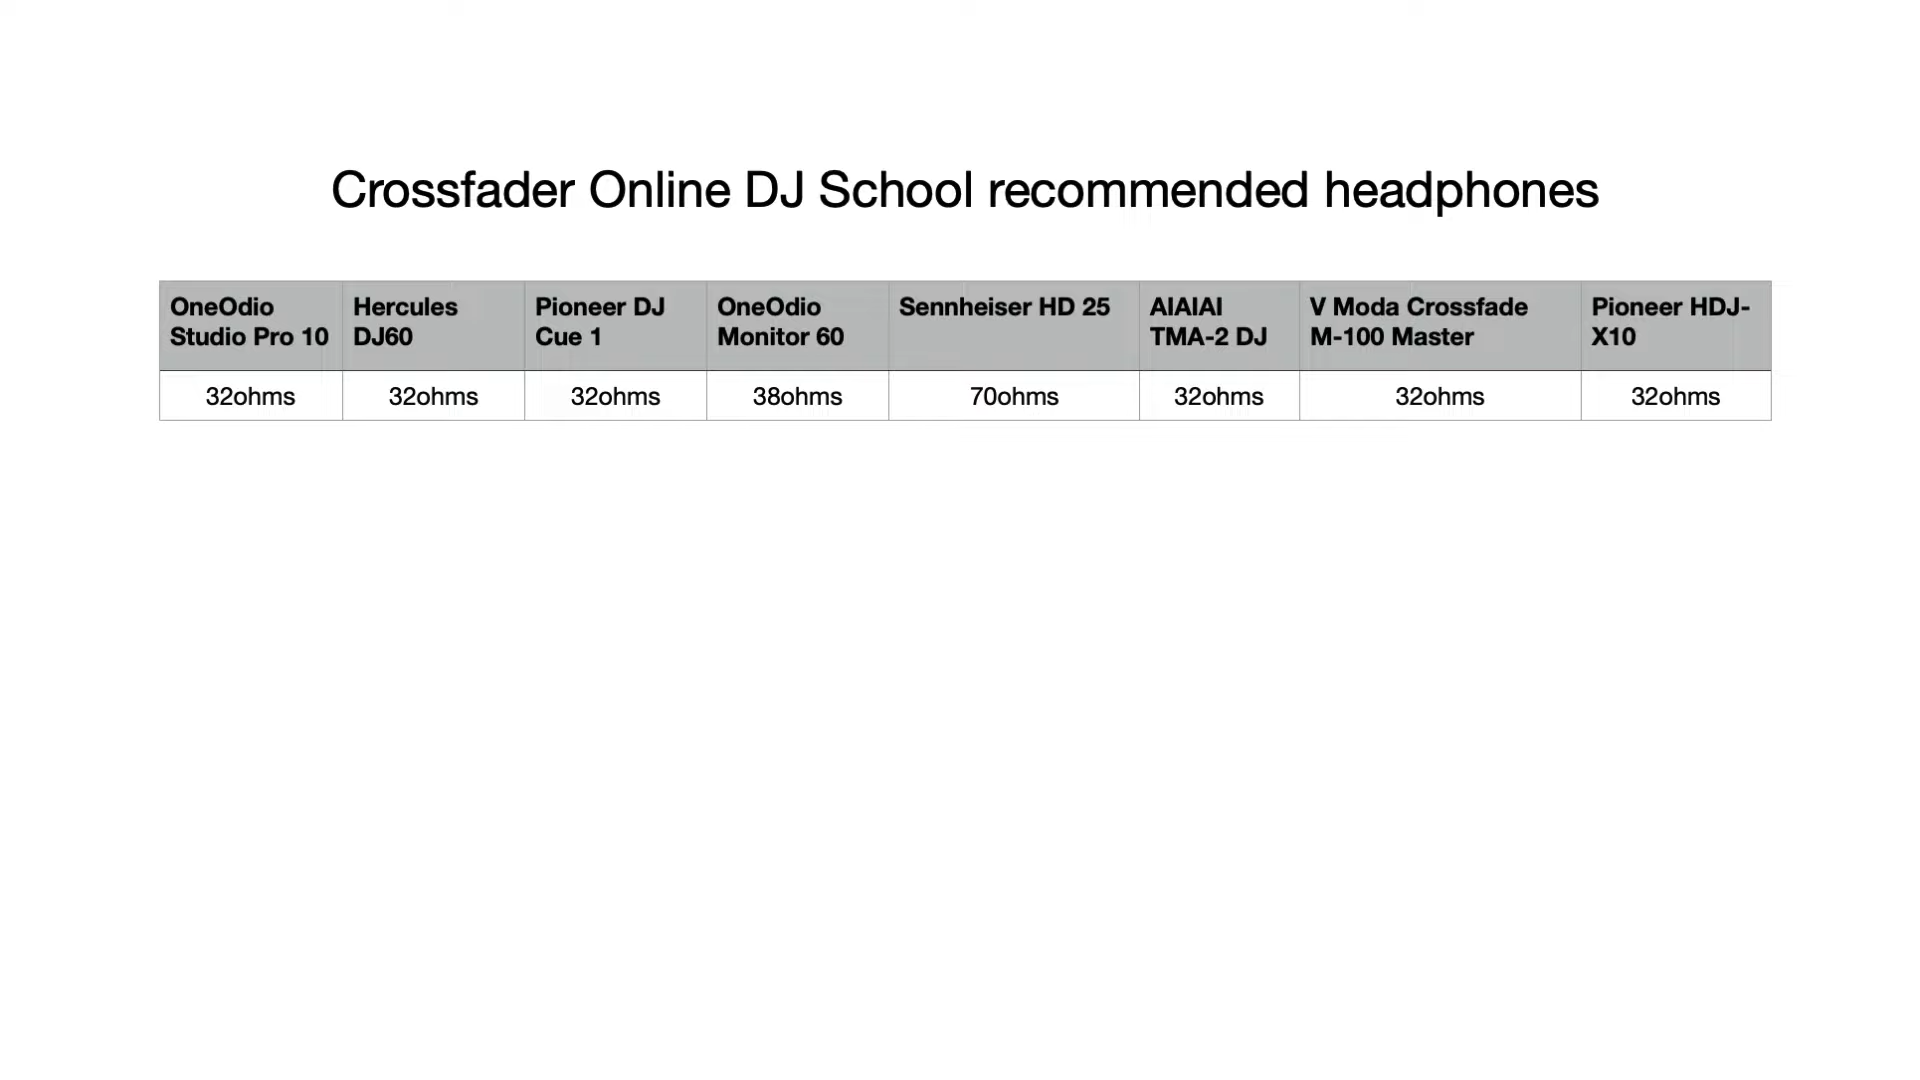 Crossfader Online DJ School recommended headphones
OneOdio Studio Pro 10
Hercules DJ60
Pioneer DJ Cue 1
OneOdio Monitor 60
Sennheiser HD 25
AIAIAI TMA-2 DJ
V Moda Crossfade M-100 Master
Pioneer HDJ-X10
32ohms
32ohms
32ohms
38ohms
70ohms
32ohms
32ohms
32ohms